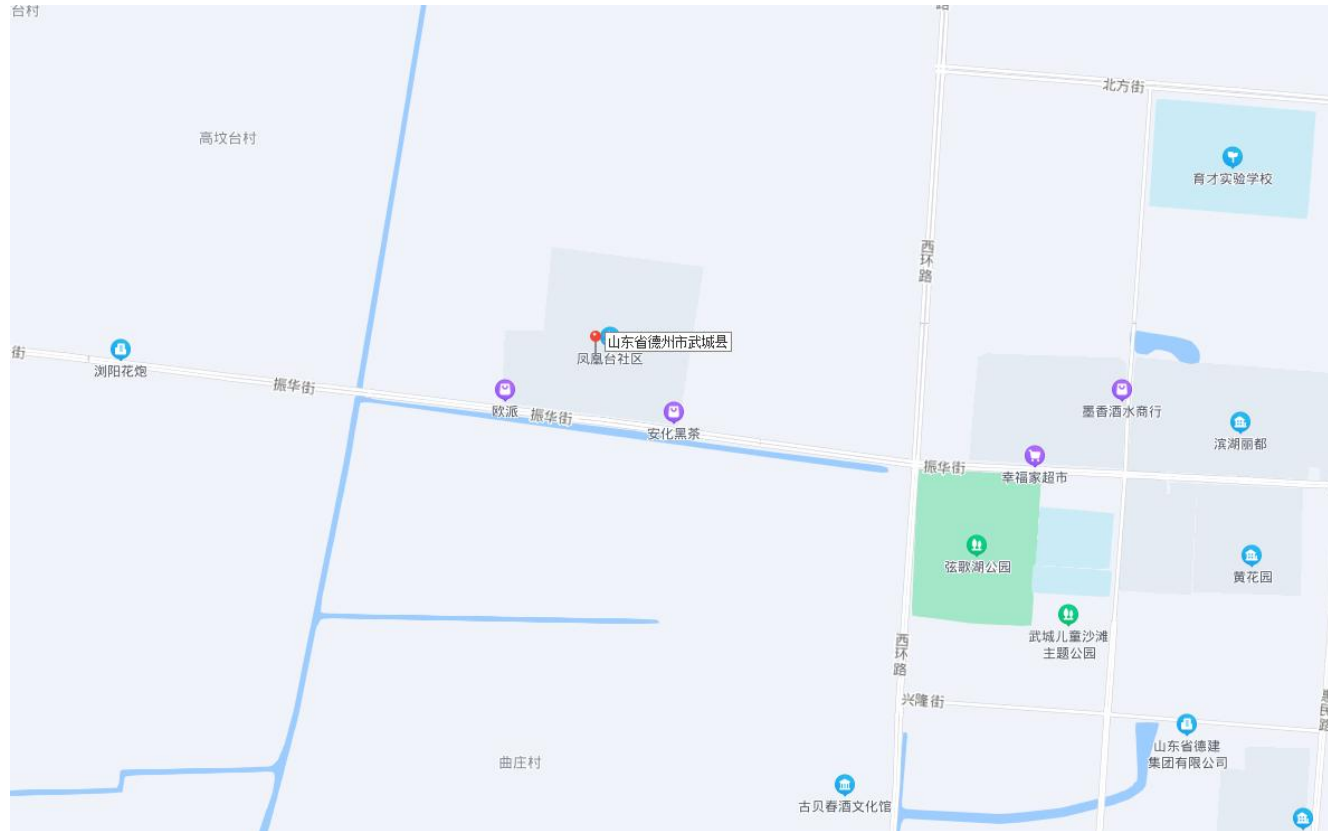 台村
路
北方街
高坟台村
育才实验学校
西环路
山东省德州市武城县
凤凰台社区
街
浏阳花炮
振华街
欧派
振华街
安化黑茶
墨香酒水商行
滨湖丽都
振华街
幸福家超市
弦歌湖公园
黄花园
武城儿童沙滩
主题公园
西环路
兴隆街
惠民路
山东省德建
集团有限公司
曲庄村
古贝春酒文化馆